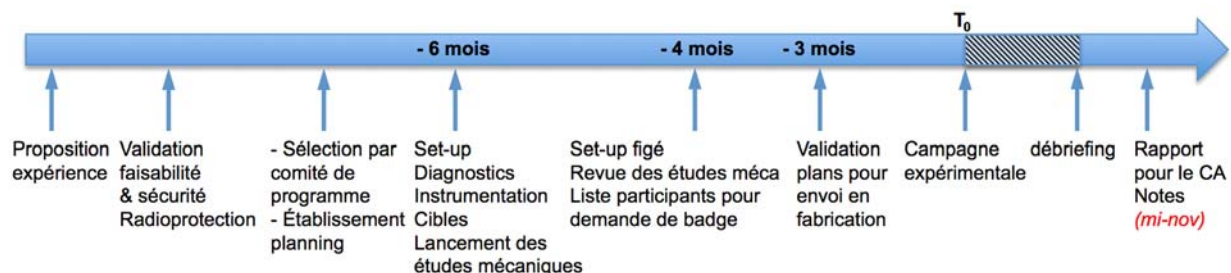 T0
- 6 mois
- 4 mois
- 3 mois
Proposition
expérience
Validation
faisabilité
& sécurité
Radioprotection
- Sélection par
comité de
programme
- Établissement
planning
Set-up
Diagnostics
Instrumentation
Cibles
Lancement des
études mécaniques
Set-up figé
Revue des études méca
Liste participants pour
demande de badge
Validation
plans pour
envoi en
fabrication
Campagne
expérimentale
débriefing
Rapport
pour le CA
Notes
(mi-nov)